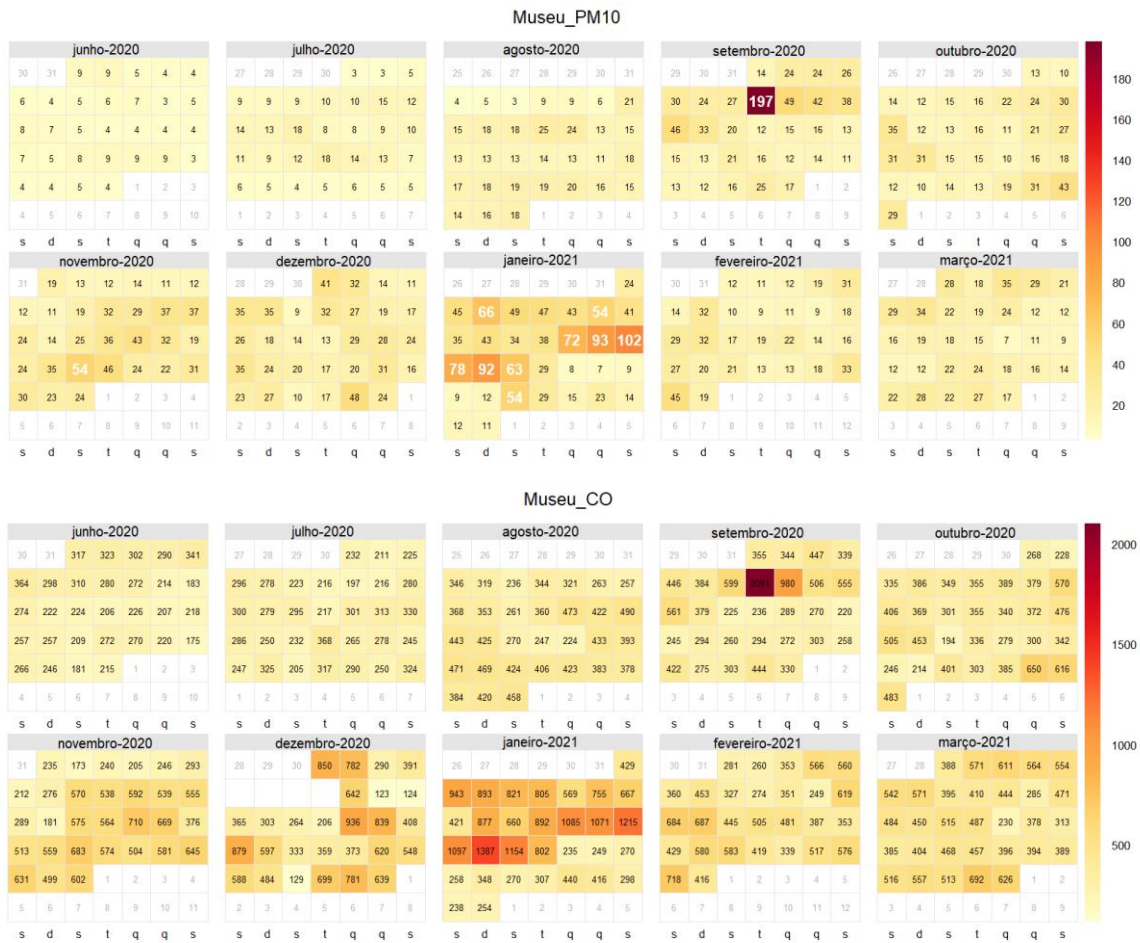 Museu_PM10
junho-2020
30 31 9 9 5 4 4
6 4 5 6 7 3 5
8 7 5 4 4 4 4
7 5 8 9 9 9 3
4 4 5 4 1 2 3
4 5 6 7 8 9 10
s d s t q q s
julho-2020
27 28 29 30 3 3 5
9 9 9 10 10 15 12
14 13 18 8 8 9 10
11 9 12 18 14 13 7
6 5 4 5 6 5 5
1 2 3 4 5 6 7
s d s t q q s
agosto-2020
25 26 27 28 29 30 31
4 5 3 9 9 6 21
15 18 18 25 24 13 15
13 13 13 14 13 11 18
17 18 19 19 20 16 15
14 16 18 1 2 3 4
s d s t q q s
setembro-2020
29 30 31 14 24 24 26
30 24 27 197 49 42 38
46 33 20 12 15 16 13
15 13 21 16 12 14 11
13 12 16 25 17 1 2
3 4 5 6 7 8 9
s d s t q q s
outubro-2020
26 27 28 29 30 13 10
14 12 15 16 22 24 30
35 12 13 16 11 21 27
31 31 15 15 10 16 18
12 10 14 13 19 31 43
29 1 2 3 4 5 6
s d s t q q s
novembro-2020
31 19 13 12 14 11 12
12 11 19 32 29 37 37
24 14 25 36 43 32 19
24 35 54 46 24 22 31
30 23 24 1 2 3 4
5 6 7 8 9 10 11
s d s t q q s
dezembro-2020
28 29 30 41 32 14 11
35 35 9 32 27 19 17
26 18 14 13 29 28 24
35 24 20 17 20 31 16
23 27 10 17 48 24 1
2 3 4 5 6 7 8
s d s t q q s
janeiro-2021
26 27 28 29 30 31 24
45 66 49 47 43 54 41
35 43 34 38 72 93 102
78 92 63 29 8 7 9
9 12 54 29 15 23 14
12 11 1 2 3 4 5
s d s t q q s
fevereiro-2021
30 31 12 11 12 19 31
14 32 10 9 11 9 18
29 32 17 19 22 14 16
27 20 21 13 13 18 33
45 19 1 2 3 4 5
6 7 8 9 10 11 12
s d s t q q s
março-2021
27 28 28 18 35 29 21
29 34 22 19 24 19 12
16 19 18 15 7 11 9
12 12 22 24 18 16 14
22 28 22 27 17 1 2
3 4 5 6 7 8 9
s d s t q q s
180
160
140
120
100
80
60
40
20
Museu_CO
junho-2020
30 31 317 323 302 290 341
364 298 310 280 272 214 183
274 222 224 206 226 207 218
257 257 209 272 270 220 175
266 246 181 215 1 2 3
4 5 6 7 8 9 10
s d s t q q s
julho-2020
27 28 29 30 232 211 225
296 278 223 216 197 216 280
300 279 295 217 301 313 330
286 250 232 368 265 278 245
247 325 205 317 290 250 324
1 2 3 4 5 6 7
s d s t q q s
agosto-2020
25 26 27 28 29 30 31
346 319 236 344 321 263 257
368 353 261 360 473 422 490
443 425 270 247 224 433 393
471 469 424 406 423 383 378
384 420 458 1 2 3 4
s d s t q q s
setembro-2020
29 30 31 355 344 447 339
446 384 599 2091 980 506 555
561 379 225 236 289 270 220
245 294 260 294 272 303 258
422 275 303 444 330 1 2
3 4 5 6 7 8 9
s d s t q q s
outubro-2020
26 27 28 29 30 268 228
335 386 349 355 389 379 570
406 369 301 355 340 372 476
505 453 194 336 279 300 342
246 214 401 303 385 650 616
483 1 2 3 4 5 6
s d s t q q s
novembro-2020
31 235 173 240 205 246 293
212 276 570 538 592 539 555
289 181 575 564 710 669 376
513 559 683 574 504 581 645
631 499 602 1 2 3 4
5 6 7 8 9 10 11
s d s t q q s
dezembro-2020
28 29 30 850 782 290 391
642 123 124
365 303 264 206 936 839 408
879 597 333 359 373 620 548
588 484 129 699 781 639 1
2 3 4 5 6 7 8
s d s t q q s
janeiro-2021
26 27 28 29 30 31 429
943 893 821 805 569 755 667
421 877 660 892 1085 1071 1215
1097 1387 1154 802 235 249 270
258 348 270 307 440 416 298
238 254 1 2 3 4 5
s d s t q q s
fevereiro-2021
30 31 281 260 353 566 560
360 453 327 274 351 249 619
684 687 445 505 481 387 353
429 580 583 419 339 517 576
718 416 1 2 3 4 5
6 7 8 9 10 11 12
s d s t q q s
março-2021
27 28 388 571 611 564 554
542 571 395 410 444 285 471
484 450 515 487 230 378 313
385 404 468 457 396 394 389
516 557 513 692 626 1 2
3 4 5 6 7 8 9
s d s t q q s
2000
1500
1000
500